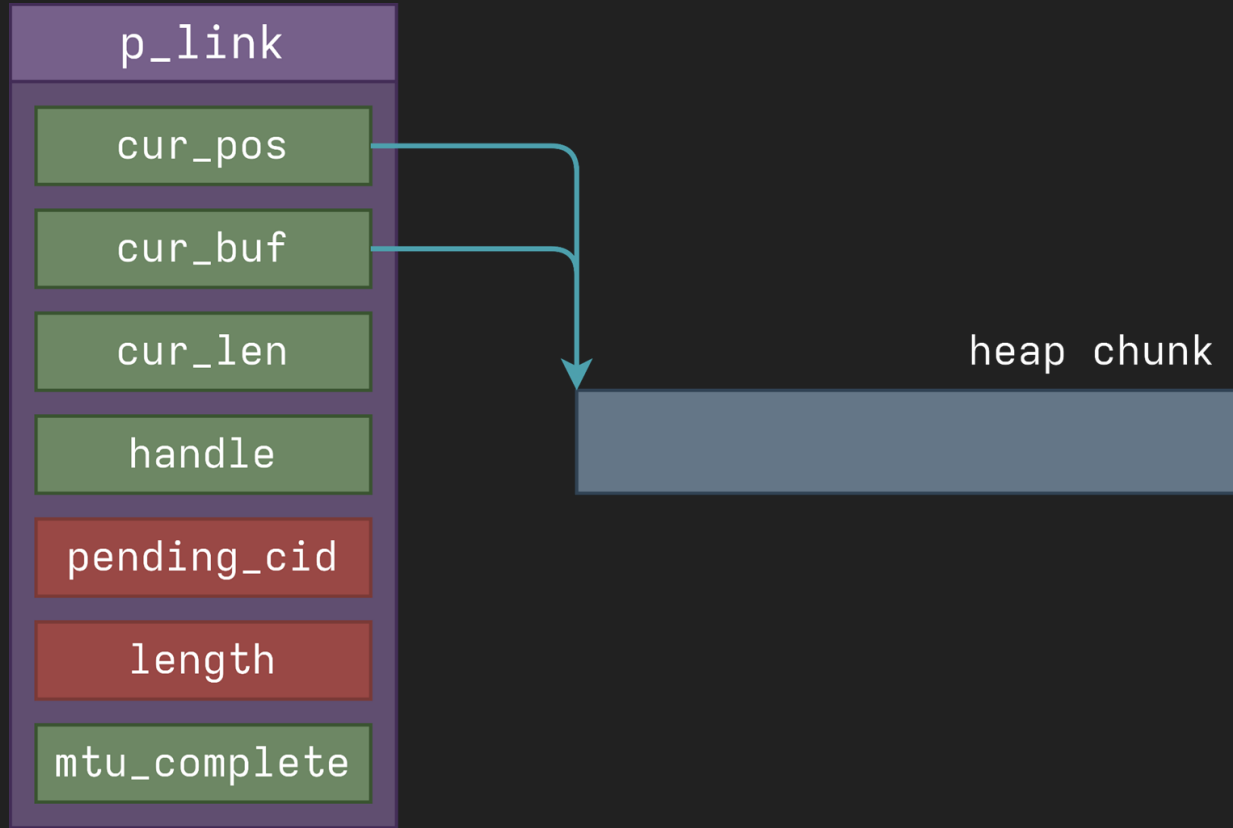 p_link
cur_pos
cur_buf
cur_len
heap chunk
handle
pending_cid
length
mtu_complete